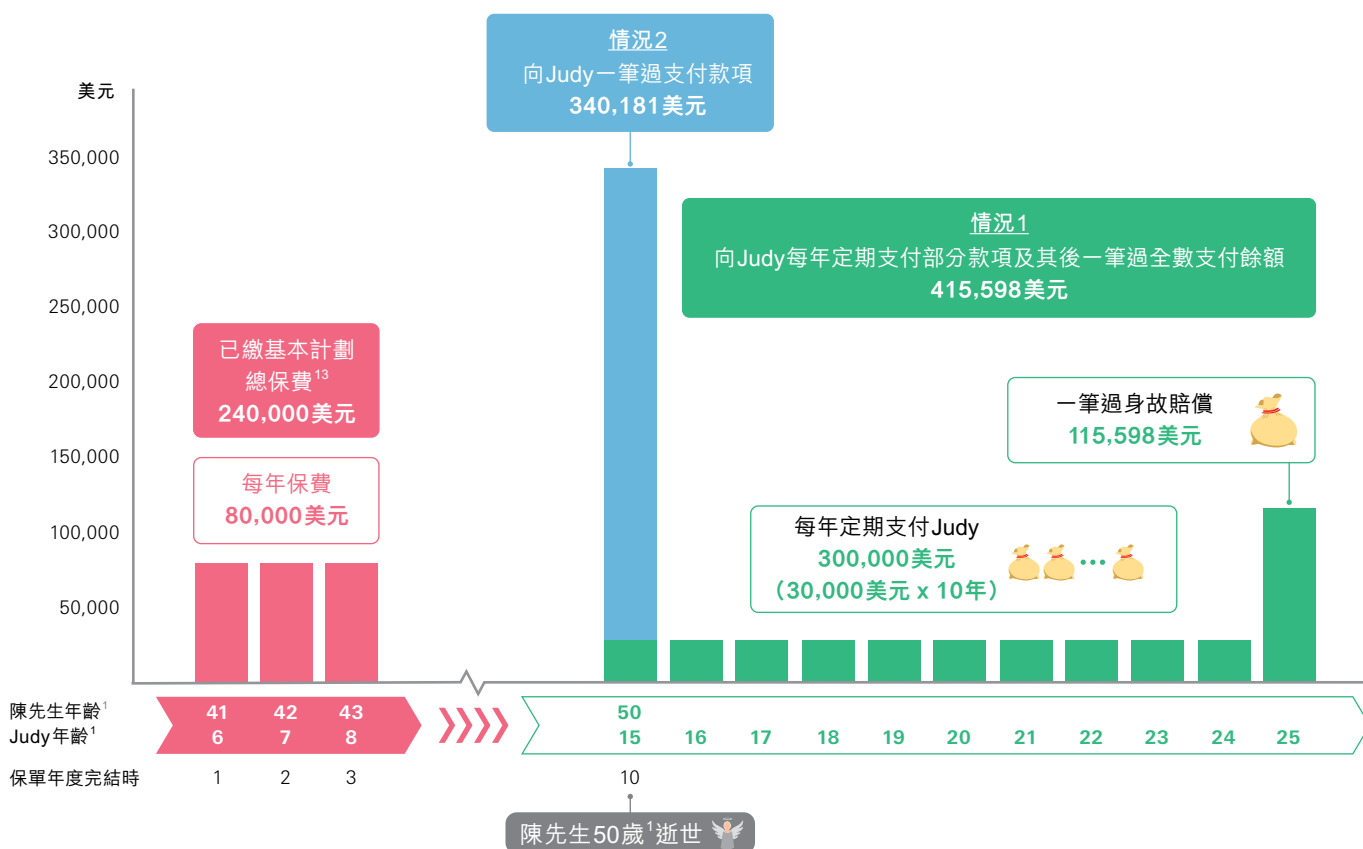 情況2
向Judy一筆過支付款項
340,181美元
美元
350,000
300,000
250,000
200,000
150,000
100,000
50,000
情況1
向Judy每年定期支付部分款項及其後一筆過全數支付餘額
415,598美元
已繳基本計劃
總保費13
240,000美元
每年保費
80,000美元
一筆過身故賠償
115,598美元
每年定期支付Judy
300,000美元
（30,000美元 x 10年）
陳先生年齡1 41 42 43 50
Judy年齡1 6 7 8 15 16 17 18 19 20 21 22 23 24 25
保單年度完結時 1 2 3 10
陳先生50歲1逝世